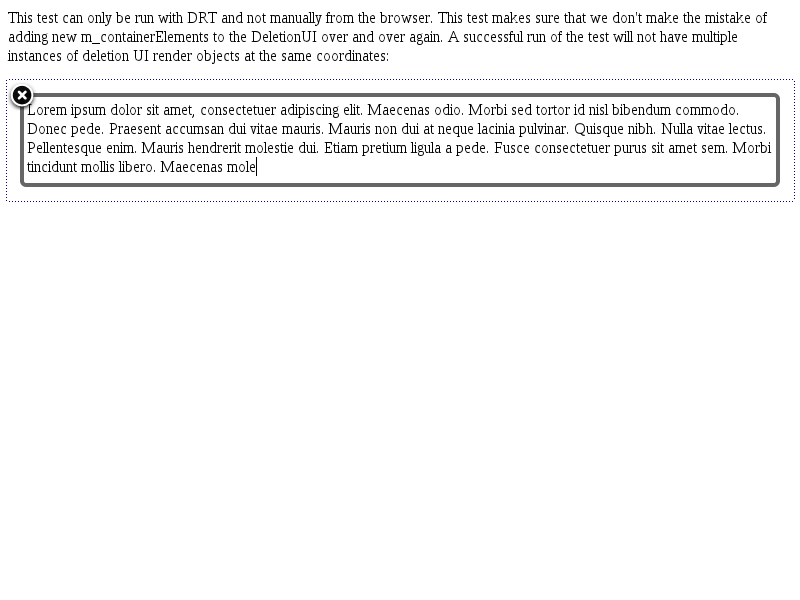 This test can only be run with DRT and not manually from the browser. This test makes sure that we don't make the mistake of
adding new m_containerElements to the DeletionUI over and over again. A successful run of the test will not have multiple
instances of deletion UI render objects at the same coordinates:
Lorem ipsum dolor sit amet, consectetuer adipiscing elit. Maecenas odio. Morbi sed tortor id nisl bibendum commodo.
Donec pede. Praesent accumsan dui vitae mauris. Mauris non dui at neque lacinia pulvinar. Quisque nibh. Nulla vitae lectus.
Pellentesque enim. Mauris hendrerit molestie dui. Etiam pretium ligula a pede. Fusce consectetuer purus sit amet sem. Morbi
tincidunt mollis libero. Maecenas mole